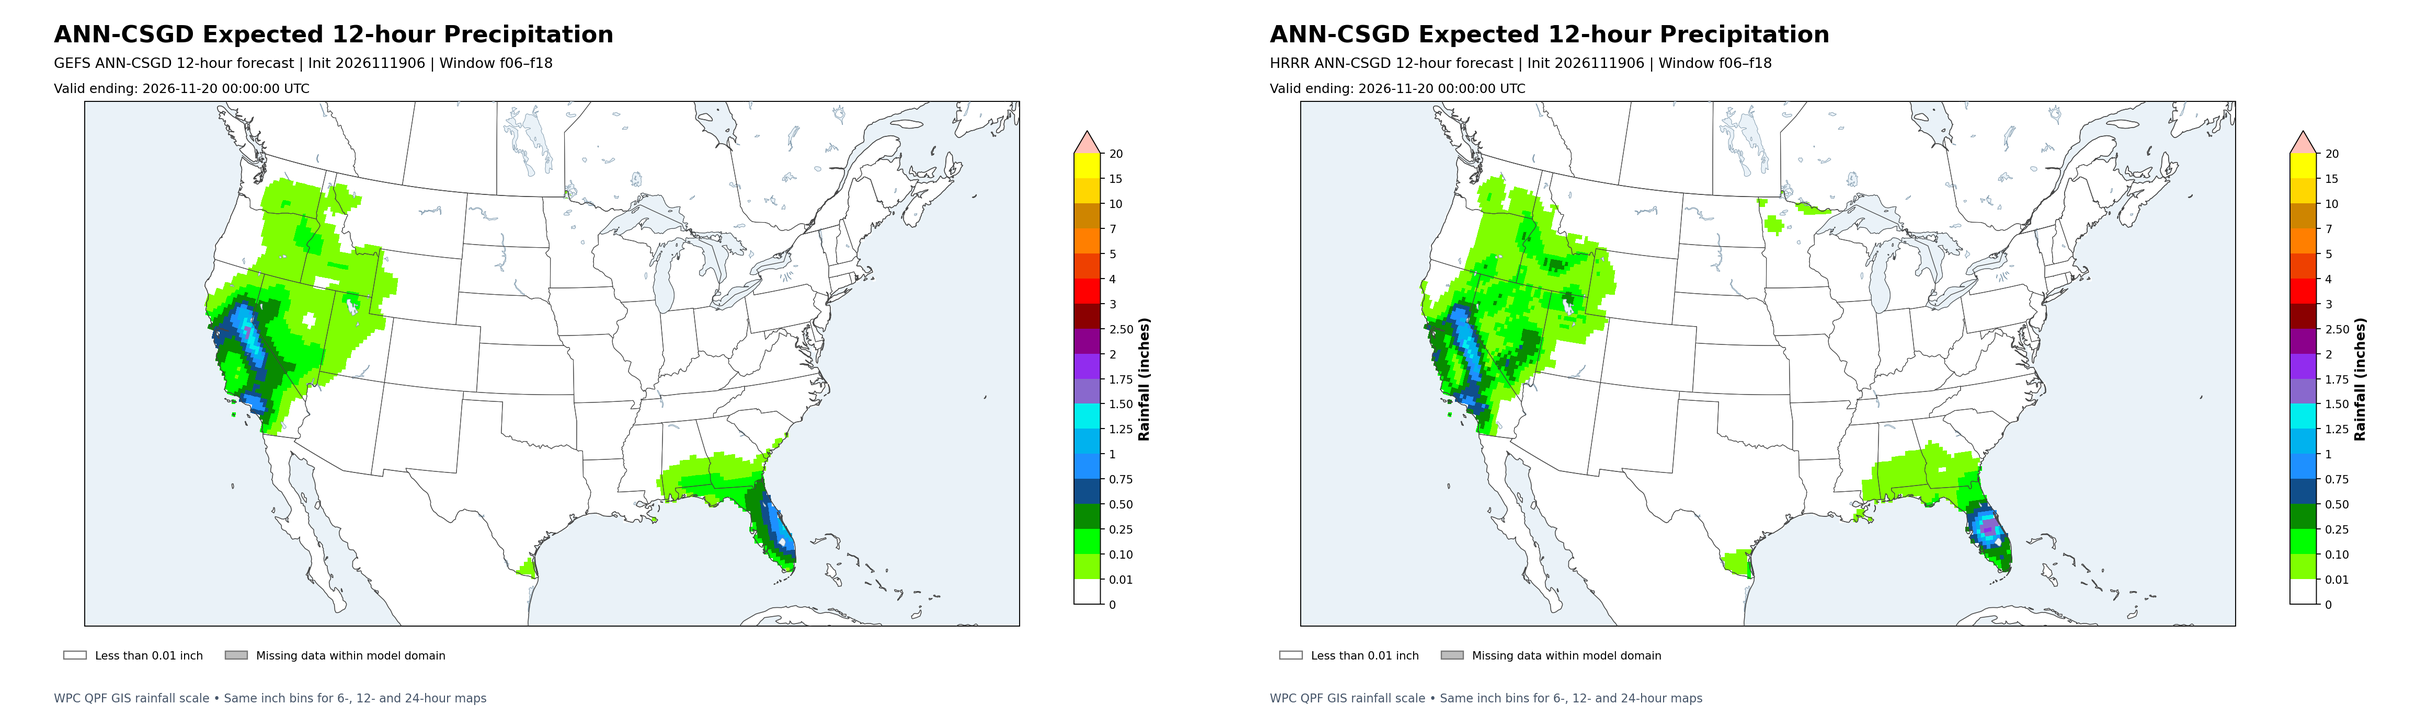 ANN-CSGD Expected 12-hour Precipitation
GEFS ANN-CSGD 12-hour forecast | Init 2026111906 | Window f06–f18
Valid ending: 2026-11-20 00:00:00 UTC
20
15
10
7
5
4
3
2.50
2
1.75
1.50
1.25
1
0.75
0.50
0.25
0.10
0.01
0
Rainfall (inches)
Less than 0.01 inch
Missing data within model domain
WPC QPF GIS rainfall scale • Same inch bins for 6-, 12- and 24-hour maps
ANN-CSGD Expected 12-hour Precipitation
HRRR ANN-CSGD 12-hour forecast | Init 2026111906 | Window f06–f18
Valid ending: 2026-11-20 00:00:00 UTC
20
15
10
7
5
4
3
2.50
2
1.75
1.50
1.25
1
0.75
0.50
0.25
0.10
0.01
0
Rainfall (inches)
Less than 0.01 inch
Missing data within model domain
WPC QPF GIS rainfall scale • Same inch bins for 6-, 12- and 24-hour maps